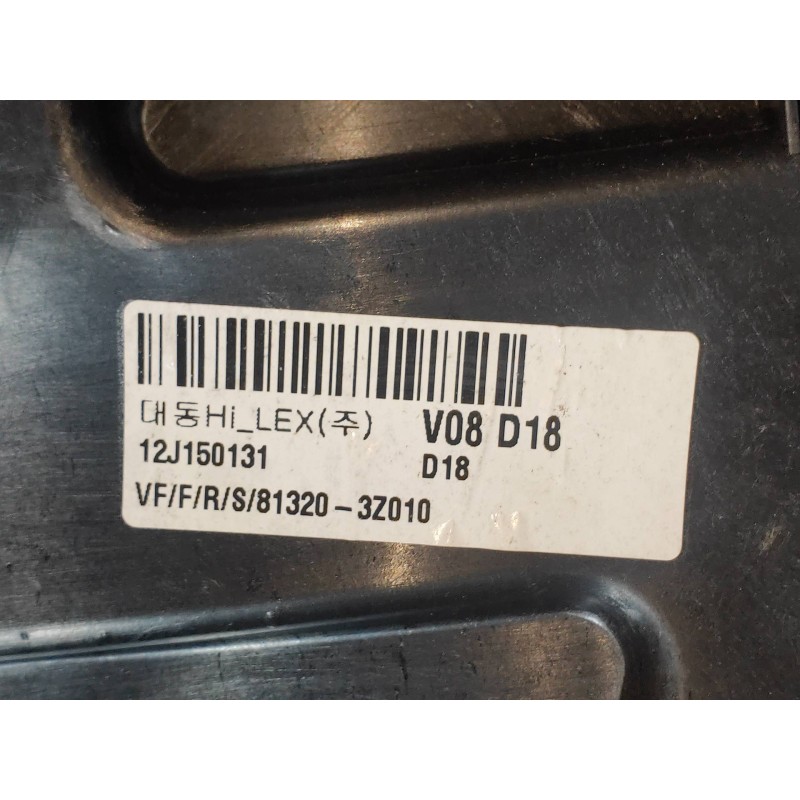 대동Hi_LEX(주) V08 D18
12J150131 D18
VF/F/R/S/81320-3Z010